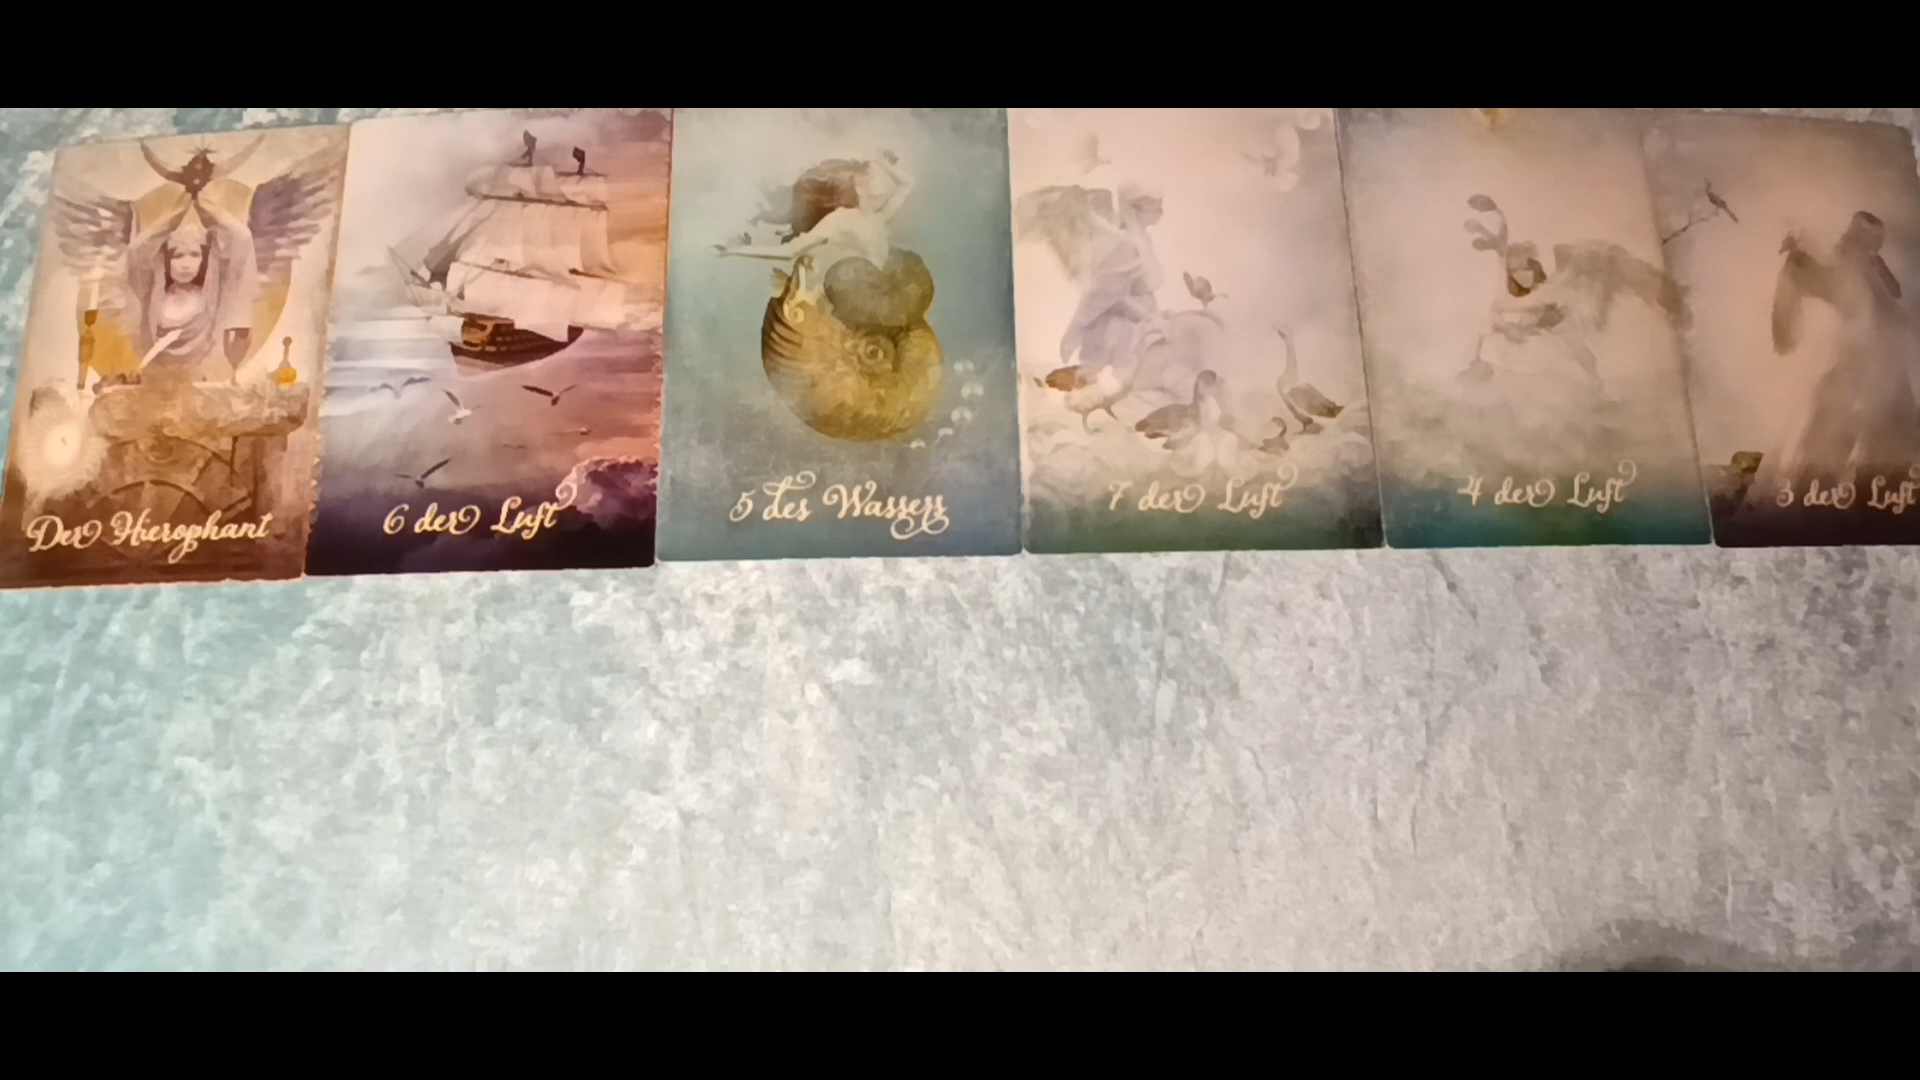 Der Hierophant
6 der Luft
5 des Wassers
7 der Luft
4 der Luft
3 der Luft